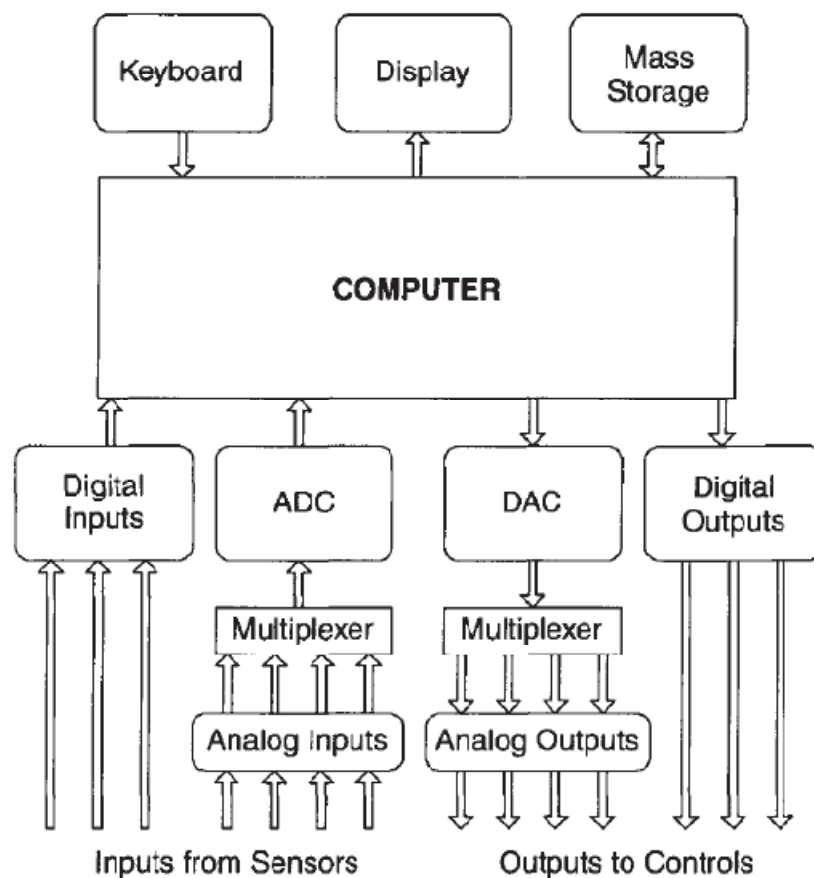 Keyboard
Display
Mass
Storage
COMPUTER
Digital
Inputs
ADC
DAC
Digital
Outputs
Multiplexer
Multiplexer
Analog Inputs
Analog Outputs
Inputs from Sensors
Outputs to Controls